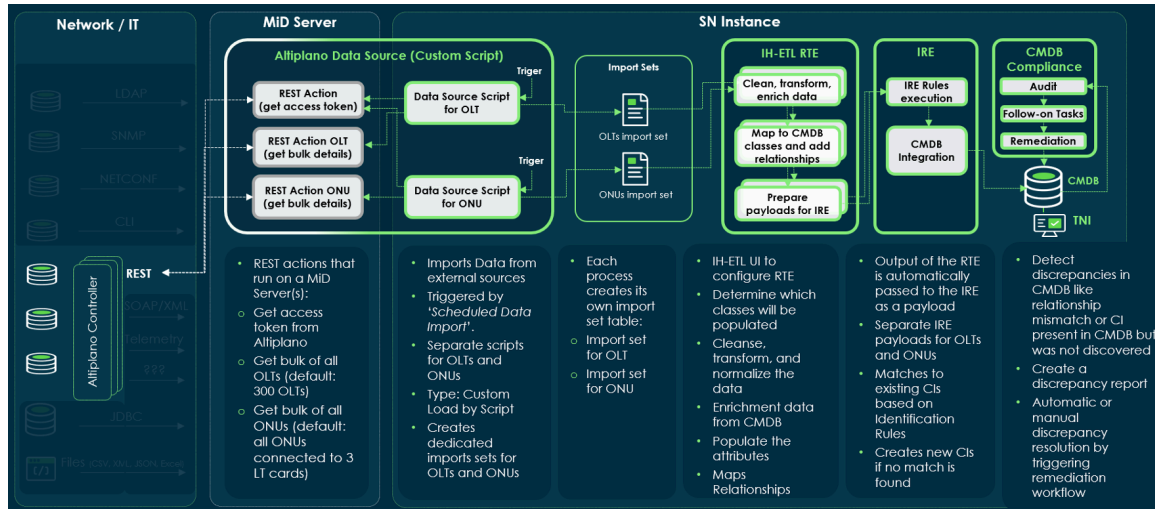 Network / IT
MiD Server
SN Instance
LDAP
SNMP
NETCONF
CLI
REST
SOAP/XML
Telemetry
???
JDBC
Files (CSV, XML, JSON, Excel)
Altiplano Controller
Altiplano Data Source (Custom Script)
REST Action
(get access token)
REST Action OLT
(get bulk details)
REST Action ONU
(get bulk details)
Triger
Data Source Script
for OLT
Triger
Data Source Script
for ONU
Import Sets
OLTs import set
ONUs import set
IH-ETL RTE
Clean, transform,
enrich data
Map to CMDB
classes and add
relationships
Prepare
payloads for IRE
IRE
IRE Rules
execution
CMDB
Integration
CMDB
Compliance
Audit
Follow-on Tasks
Remediation
CMDB
TNI
• REST actions that
run on a MiD
Server(s):
o Get access
token from
Altiplano
o Get bulk of all
OLTs (default:
300 OLTs)
o Get bulk of all
ONUs (default:
all ONUs
connected to 3
LT cards)
• Imports Data from
external sources
• Triggered by
'Scheduled Data
Import'.
• Separate scripts
for OLTs and
ONUs
• Type: Custom
Load by Script
• Creates
dedicated
imports sets for
OLTs and ONUs
• Each
process
creates its
own import
set table:
o Import set
for OLT
o Import set
for ONU
• IH-ETL UI to
configure RTE
• Determine which
classes will be
populated
• Cleanse,
transform, and
normalize the
data
• Enrichment data
from CMDB
• Populate the
attributes
• Maps
Relationships
• Output of the RTE
is automatically
passed to the IRE
as a payload
• Separate IRE
payloads for OLTs
and ONUs
• Matches to
existing CIs
based on
Identification
Rules
• Creates new CIs
if no match is
found
• Detect
discrepancies in
CMDB like
relationship
mismatch or CI
present in CMDB but
was not discovered
• Create a
discrepancy report
• Automatic or
manual
discrepancy
resolution by
triggering
remediation
workflow